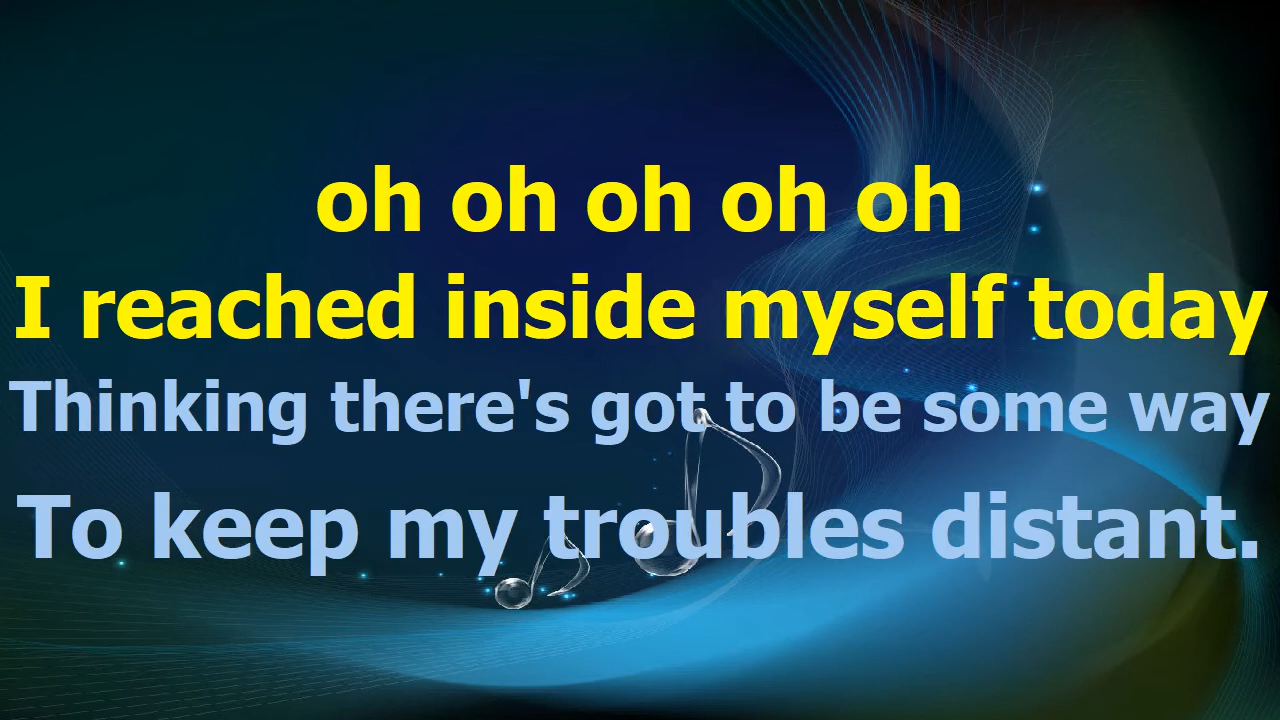 oh oh oh oh oh
I reached inside myself today
Thinking there's got to be some way
To keep my troubles distant.